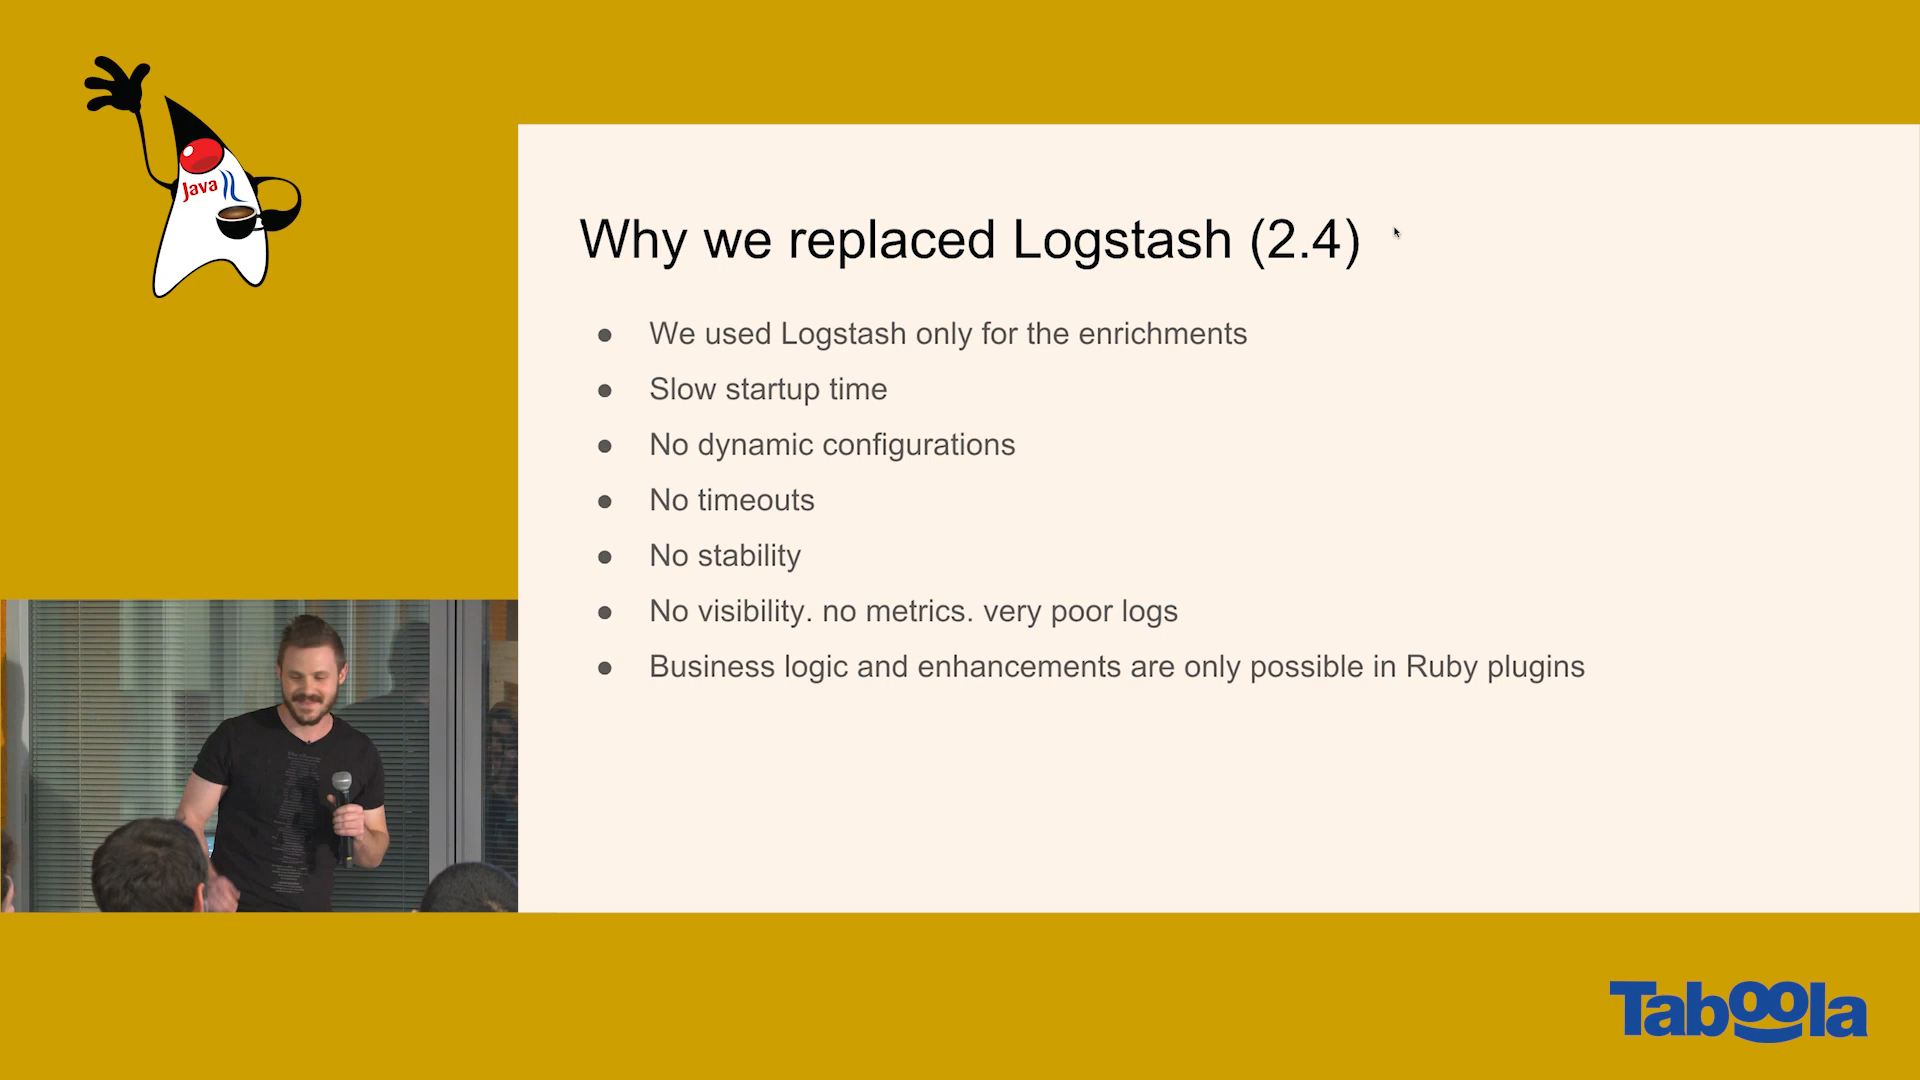 Java
Why we replaced Logstash (2.4)
● We used Logstash only for the enrichments
● Slow startup time
● No dynamic configurations
● No timeouts
● No stability
● No visibility. no metrics. very poor logs
● Business logic and enhancements are only possible in Ruby plugins
Taboola